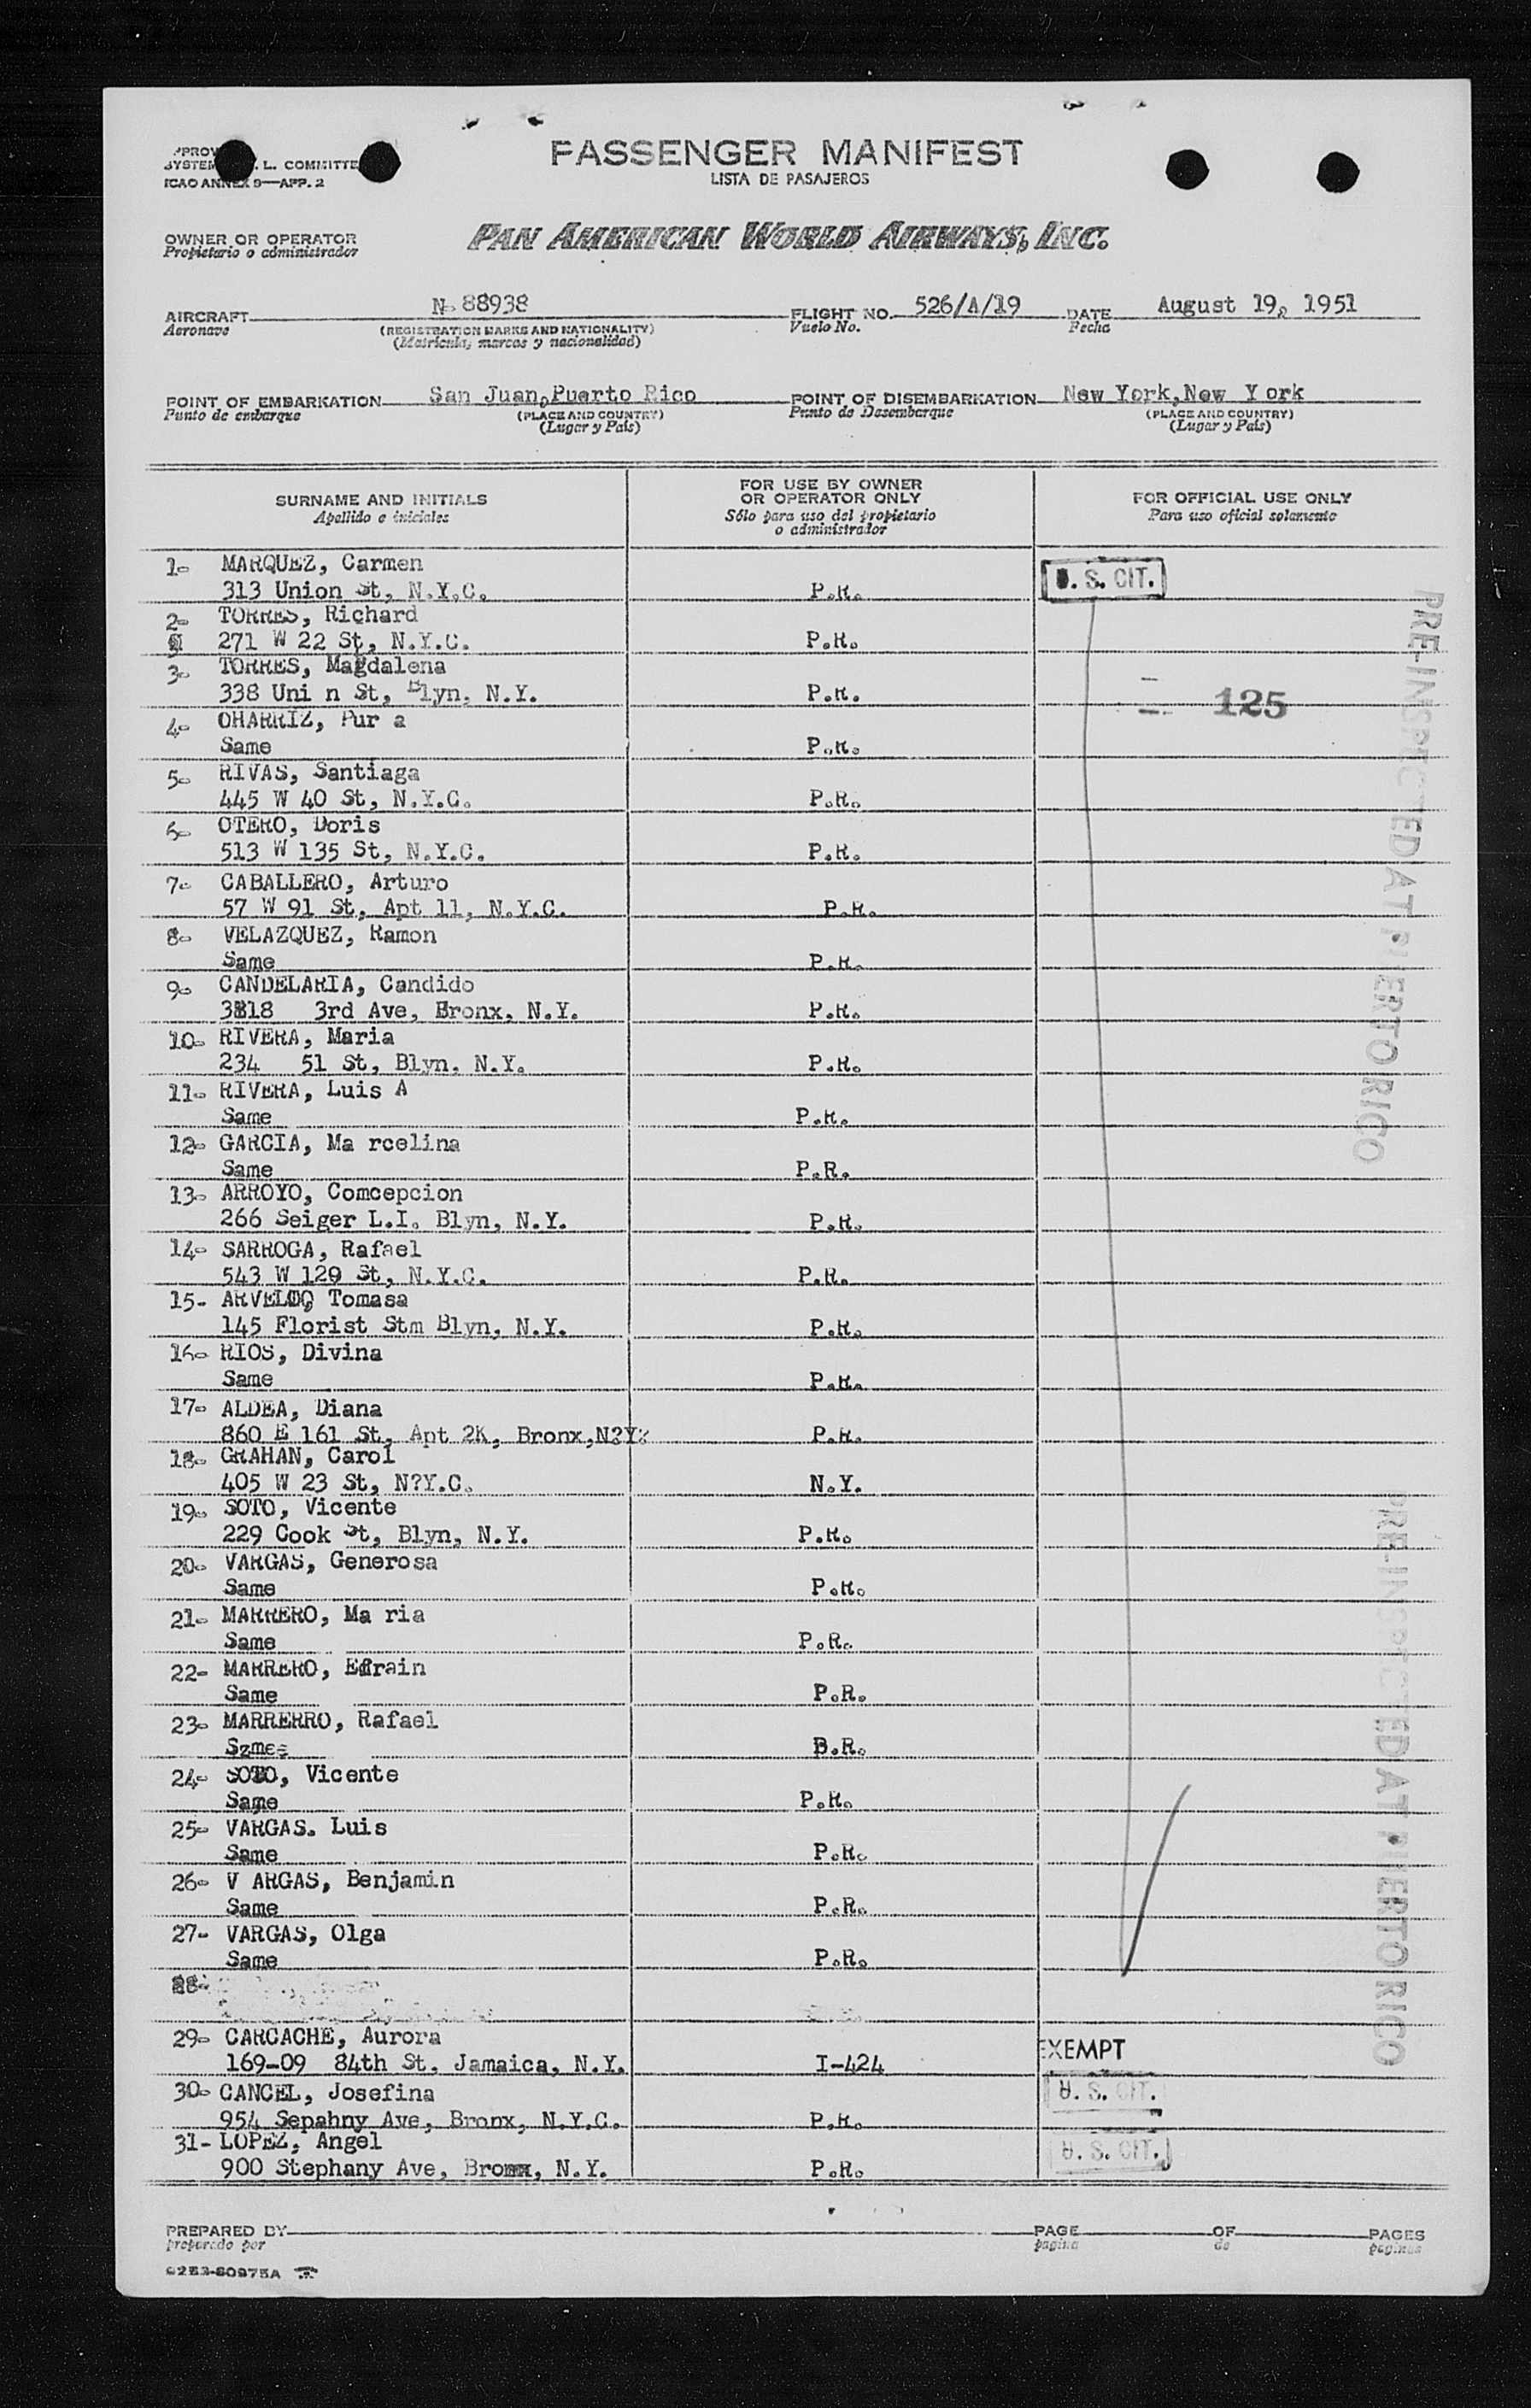 ICAO ANNEX 9—APP. 2
PASSENGER MANIFEST
LISTA DE PASAJEROS
OWNER OR OPERATOR
Propietario o administrador
PAN AMERICAN WORLD AIRWAYS, INC.
AIRCRAFT N- 88938 FLIGHT NO. 526/A/19 DATE August 19, 1951
Aeronave (REGISTRATION MARKS AND NATIONALITY) Vuelo No. Fecha
(Matricula, marcas y nacionalidad)
POINT OF EMBARKATION San Juan,Puerto Rico POINT OF DISEMBARKATION New York,New Y ork
Punto de embarque (PLACE AND COUNTRY) Punto de Desembarque (PLACE AND COUNTRY)
(Lugar y País) (Lugar y País)
SURNAME AND INITIALS
Apellido e iniciales
FOR USE BY OWNER
OR OPERATOR ONLY
Sólo para uso del propietario
o administrador
FOR OFFICIAL USE ONLY
Para uso oficial solamente
1- MARQUEZ, Carmen
313 Union St, N.Y.C. P.R. U. S. CIT.
2- TORRES, Richard
271 W 22 St, N.Y.C. P.R.
3- TORRES, Magdalena
338 Uni n St, Blyn, N.Y. P.R. 125
4- OHARRIZ, Pur a
Same P.R.
5- RIVAS, Santiaga
445 W 40 St, N.Y.C. P.R.
6- OTERO, Doris
513 W 135 St, N.Y.C. P.R.
7- CABALLERO, Arturo
57 W 91 St, Apt 11, N.Y.C. P.R.
8- VELAZQUEZ, Ramon
Same P.R.
9- CANDELARIA, Candido
3rd Ave, Bronx, N.Y. P.R.
10- RIVERA, Maria
234 51 St, Blyn, N.Y. P.R.
11- RIVERA, Luis A
Same P.R.
12- GARCIA, Ma rcelina
Same P.R.
13- ARROYO, Comcepcion
266 Seiger L.I. Blyn, N.Y. P.R.
14- SARROGA, Rafael
543 W 129 St, N.Y.C. P.R.
15- ARVELO, Tomasa
145 Florist Stm Blyn, N.Y. P.R.
16- RIOS, Divina
Same P.R.
17- ALDEA, Diana
860 E 161 St, Apt 2K, Bronx,N?Y? P.R.
18- GRAHAN, Carol
405 W 23 St, N?Y.C. N.Y.
19- SOTO, Vicente
229 Cook St, Blyn, N.Y. P.R.
20- VARGAS, Generosa
Same P.R.
21- MARRERO, Ma ria
Same P.R.
22- MARRERO, Efrain
Same P.R.
23- MARRERRO, Rafael
Szmes P.R.
24- SOTO, Vicente
Same P.R.
25- VARGAS. Luis
Same P.R.
26- V ARGAS, Benjamin
Same P.R.
27- VARGAS, Olga
Same P.R.
28-
29- CARCACHE, Aurora
169-09 84th St, Jamaica, N.Y. I-424 EXEMPT
30- CANCEL, Josefina
954 Sepahny Ave, Bronx, N.Y.C. P.R. U. S. CIT.
31- LOPEZ, Angel
900 Stephany Ave, Bronx, N.Y. P.R. U. S. CIT.
PRE-INSPECTED AT PUERTO RICO
PRE-INSPECTED AT PUERTO RICO
PREPARED BY PAGE OF PAGES
preparado por pagina de paginas